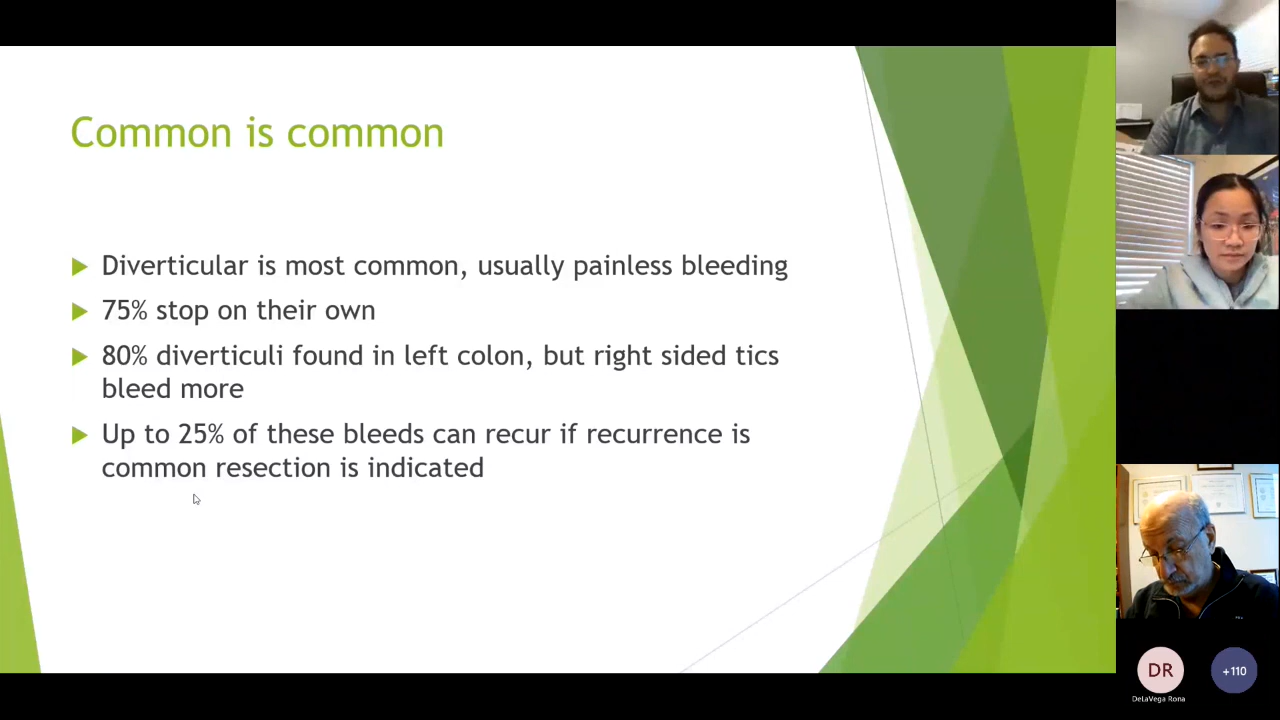 Common is common
Diverticular is most common, usually painless bleeding
75% stop on their own
80% diverticuli found in left colon, but right sided tics
bleed more
Up to 25% of these bleeds can recur if recurrence is
common resection is indicated
DR
+110
DeLaVega Rona